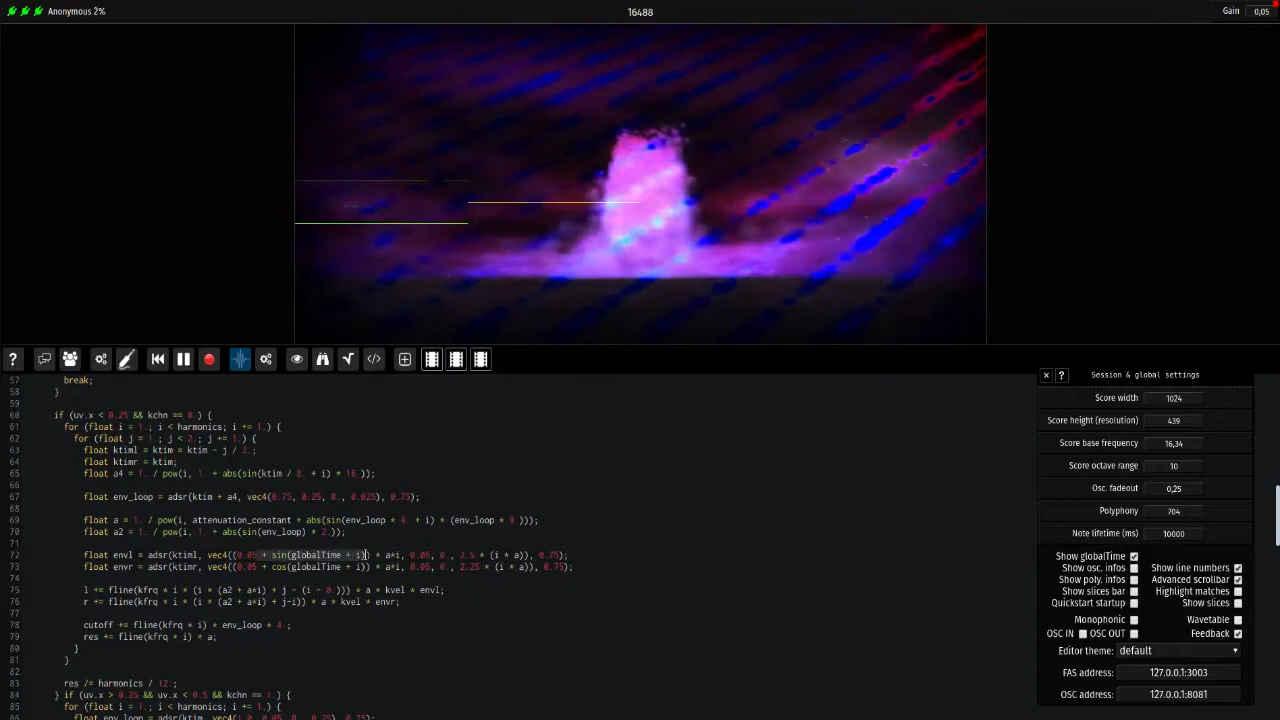 Anonymous 2%
16488
Gain 0,05
?
Session & global settings
Score width 1024
Score height (resolution) 439
Score base frequency 16,34
Score octave range 10
Osc. fadeout 0,25
Polyphony 704
Note lifetime (ms) 10000
Show globalTime
Show osc. infos Show line numbers
Show poly. infos Advanced scrollbar
Show slices bar Highlight matches
Quickstart startup Show slices
Monophonic Wavetable
OSC IN OSC OUT Feedback
Editor theme: default
FAS address: 127.0.0.1:3003
OSC address: 127.0.0.1:8081
57 break;
58 }
59
60 if (uv.x < 0.25 && kchn == 0.) {
61 for (float i = 1.; i < harmonics; i += 1.) {
62 for (float j = 1.; j < 2.; j += 1.) {
63 float ktiml = ktim = ktim - j / 2.;
64 float ktimr = ktim;
65 float a4 = 1. / pow(i, 1. + abs(sin(ktim / 8. + i) * 16.));
66
67 float env_loop = adsr(ktim + a4, vec4(0.75, 0.25, 0., 0.025), 0.75);
68
69 float a = 1. / pow(i, attenuation_constant + abs(sin(env_loop * 4. + i) * (env_loop * 9.)));
70 float a2 = 1. / pow(i, 1. + abs(sin(env_loop) * 2.));
71
72 float envl = adsr(ktiml, vec4((0.05 + sin(globalTime + i)) * a*i, 0.05, 0., 2.5 * (i * a)), 0.75);
73 float envr = adsr(ktimr, vec4((0.05 + cos(globalTime + i)) * a*i, 0.05, 0., 2.25 * (i * a)), 0.75);
74
75 l += fline(kfrq * i * (i * (a2 + a*i) + j - (i - 0.))) * a * kvel * envl;
76 r += fline(kfrq * i * (i * (a2 + a*i) + j-i)) * a * kvel * envr;
77
78 cutoff += fline(kfrq * i) * env_loop * 4.;
79 res += fline(kfrq * i) * a;
80 }
81 }
82
83 res /= harmonics / 12.;
84 } if (uv.x > 0.25 && uv.x < 0.5 && kchn == 1.) {
85 for (float i = 1.; i < harmonics; i += 1.) {